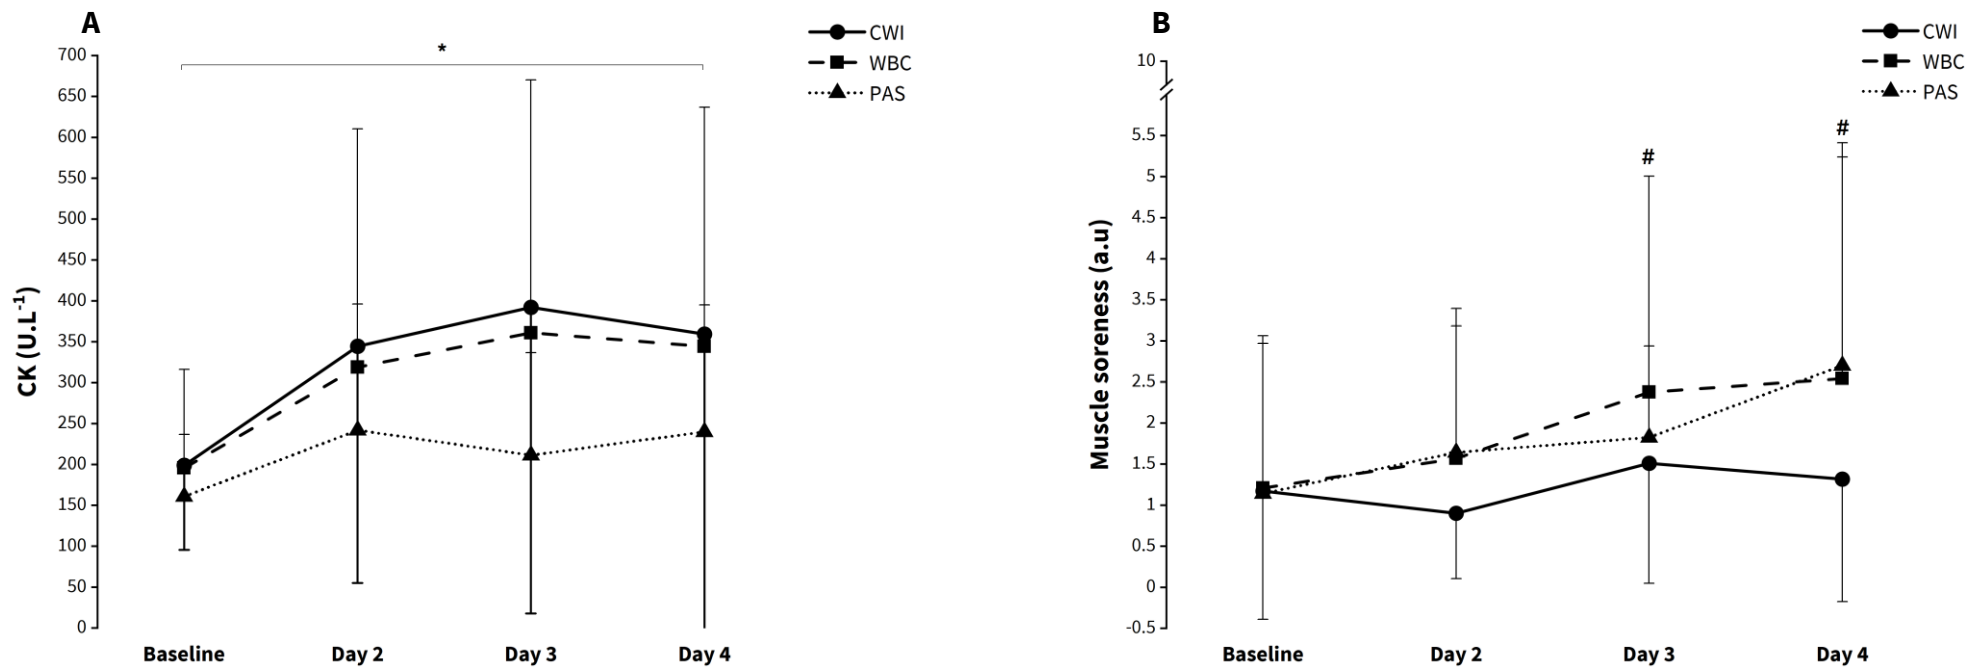 A
CWI
WBC
PAS
*
700
650
600
550
500
450
400
350
300
250
200
150
100
50
0
CK (U.L-1)
Baseline Day 2 Day 3 Day 4
B
CWI
WBC
PAS
10
5.5
5
4.5
4
3.5
3
2.5
2
1.5
1
0.5
0
-0.5
Muscle soreness (a.u)
#
#
Baseline Day 2 Day 3 Day 4